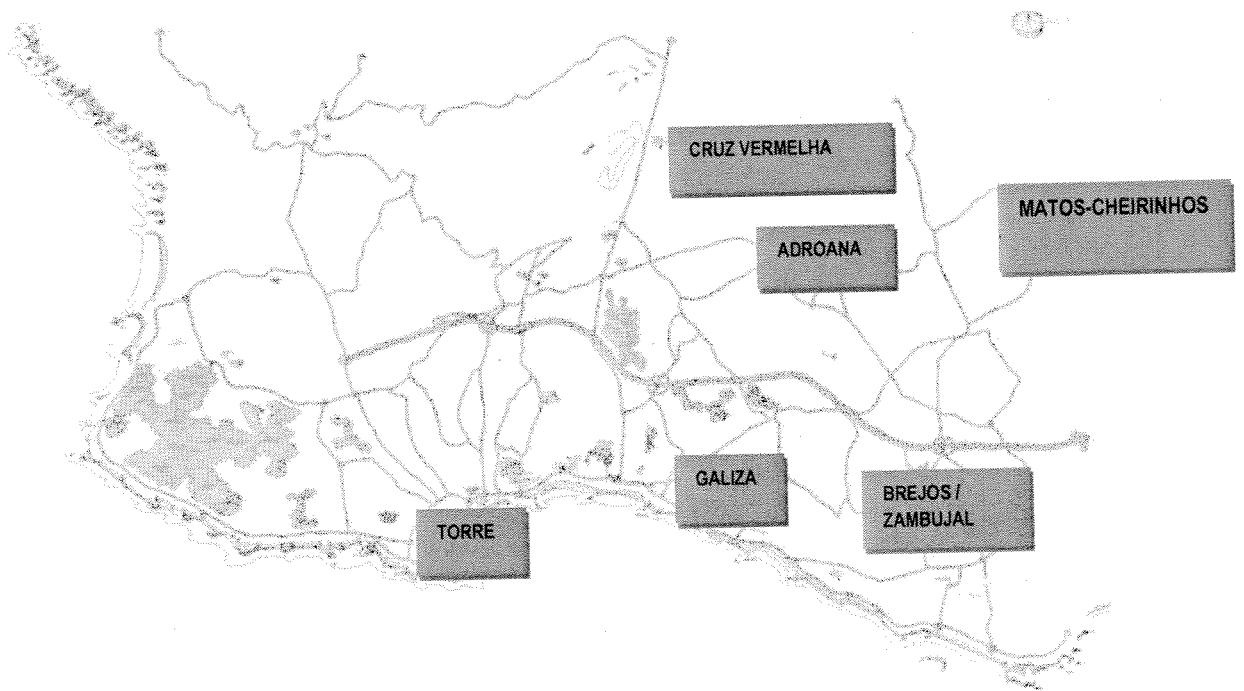 CRUZ VERMELHA
MATOS-CHEIRINHOS
ADROANA
GALIZA
BREJOS /
ZAMBUJAL
TORRE